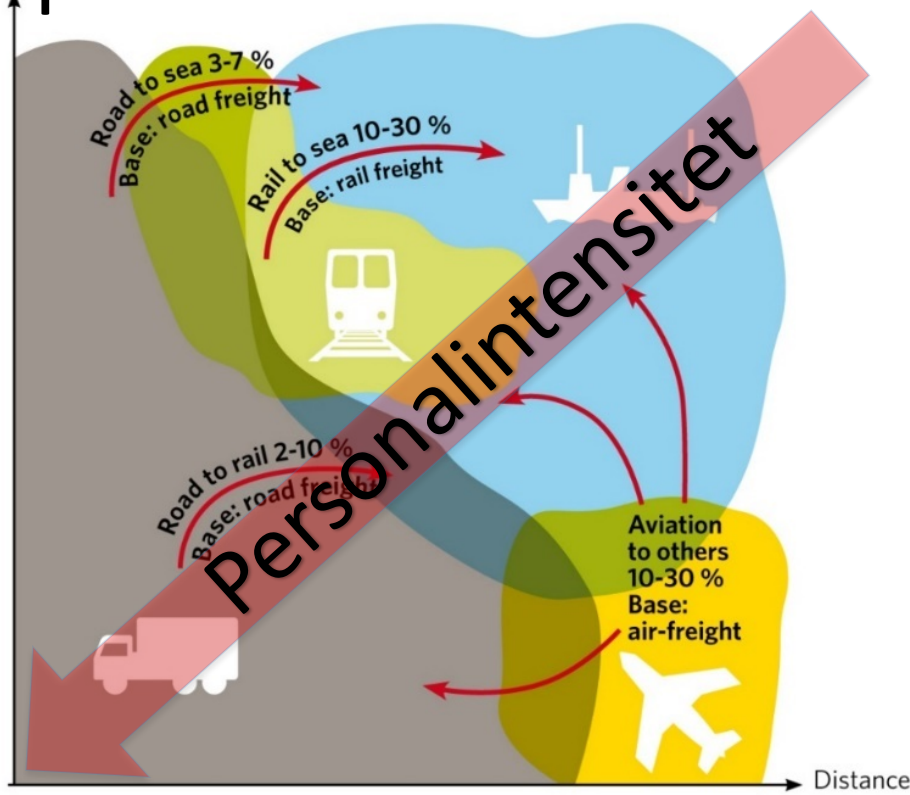 Road to sea 3-7 %
Base: road freight
Rail to sea 10-30 %
Base: rail freight
Personalintensitet
Road to rail 2-10 %
Base: road freight
Aviation
to others
10-30 %
Base:
air-freight
Distance